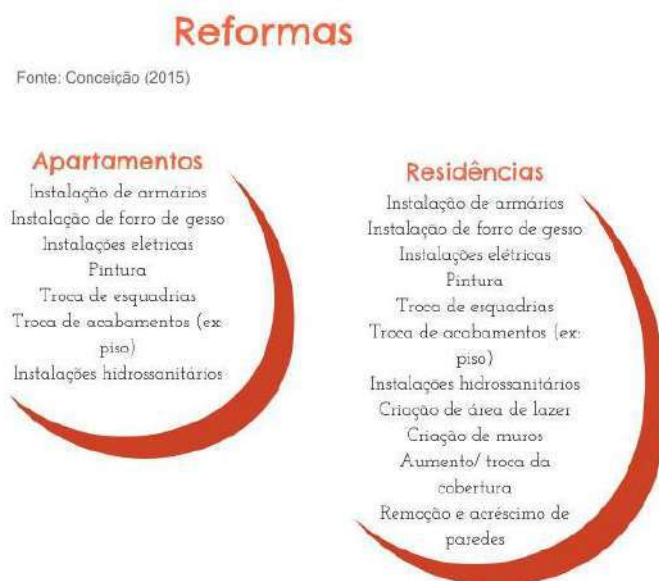 Reformas
Fonte: Conceição (2015)
Apartamentos
Instalação de armários
Instalação de forro de gesso
Instalações elétricas
Pintura
Troca de esquadrias
Troca de acabamentos (ex:
piso)
Instalações hidrossanitários
Residências
Instalação de armários
Instalação de forro de gesso
Instalações elétricas
Pintura
Troca de esquadrias
Troca de acabamentos (ex:
piso)
Instalações hidrossanitários
Criação de área de lazer
Criação de muros
Aumento/ troca da
cobertura
Remoção e acréscimo de
paredes